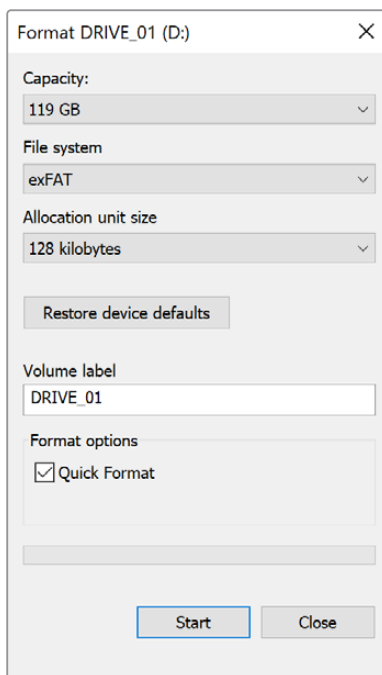 Format DRIVE_01 (D:)
Capacity:
119 GB
File system
exFAT
Allocation unit size
128 kilobytes
Restore device defaults
Volume label
DRIVE_01
Format options
Quick Format
Start Close